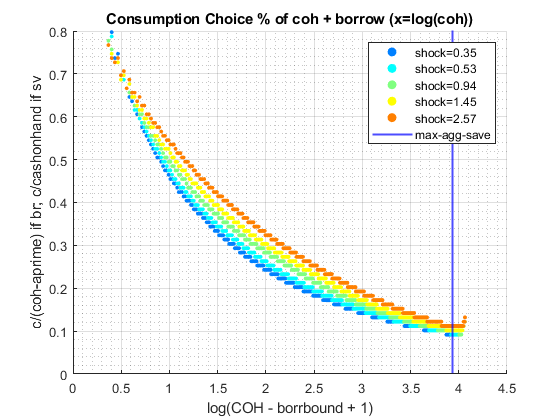 Consumption Choice % of coh + borrow (x=log(coh))
c/(coh-aprime) if br, c/cashonhand if sv
0.8
0.7
0.6
0.5
0.4
0.3
0.2
0.1
0
shock=0.35
shock=0.53
shock=0.94
shock=1.45
shock=2.57
max-agg-save
0 0.5 1 1.5 2 2.5 3 3.5 4 4.5
log(COH - borrbound + 1)